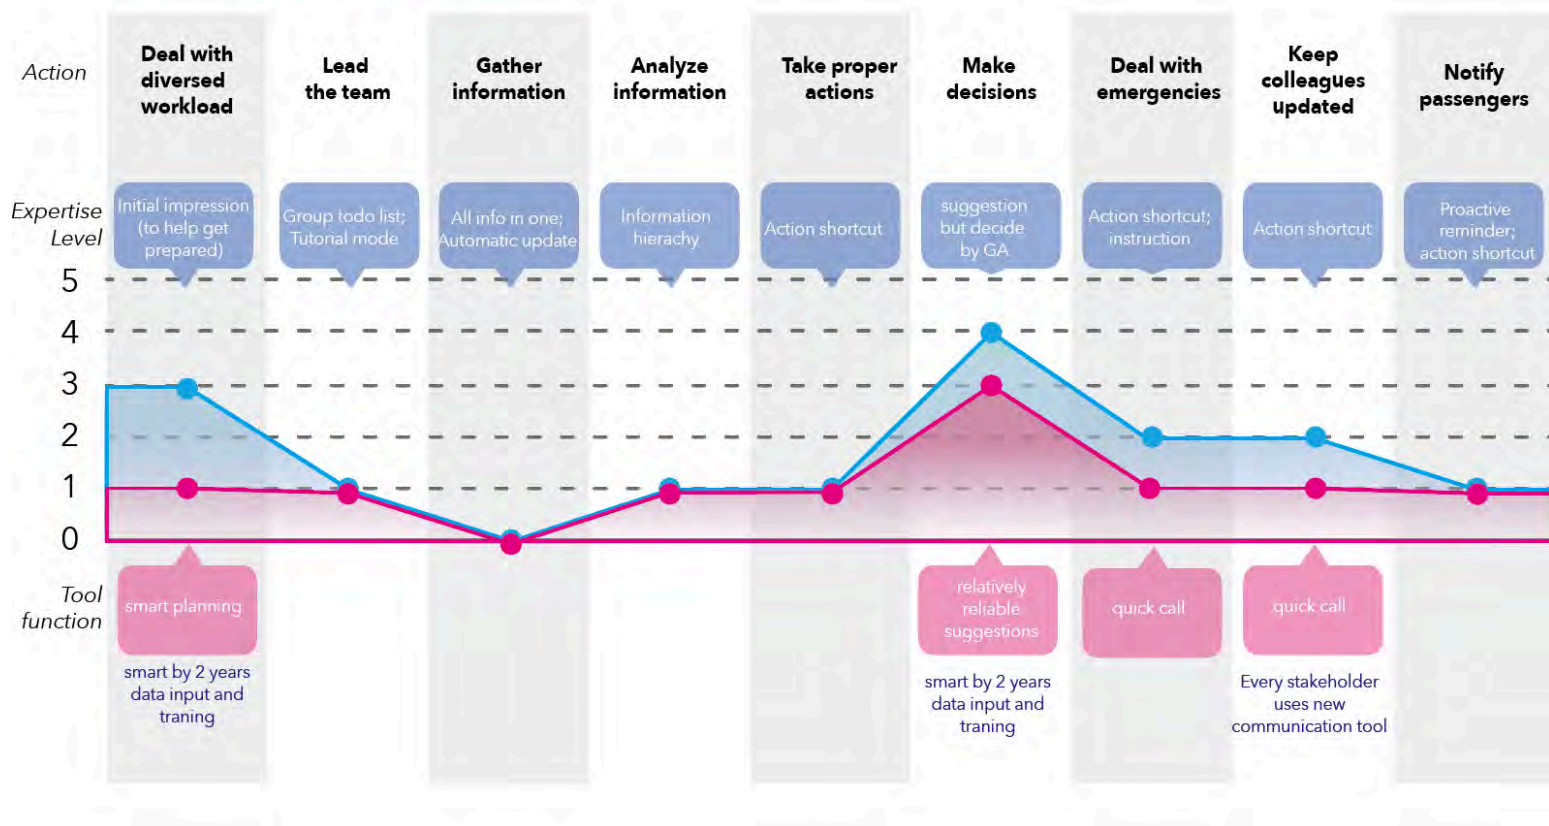 Action
Deal with
diversed
workload
Lead
the team
Gather
information
Analyze
information
Take proper
actions
Make
decisions
Deal with
emergencies
Keep
colleagues
updated
Notify
passengers
Expertise
Level
Initial impression
(to help get
prepared)
Group todo list;
Tutorial mode
All info in one;
Automatic update
Information
hierachy
Action shortcut
suggestion
but decide
by GA
Action shortcut;
instruction
Action shortcut
Proactive
reminder;
action shortcut
5
4
3
2
1
0
Tool
function
smart planning
smart by 2 years
data input and
traning
relatively
reliable
suggestions
smart by 2 years
data input and
traning
quick call
quick call
Every stakeholder
uses new
communication tool